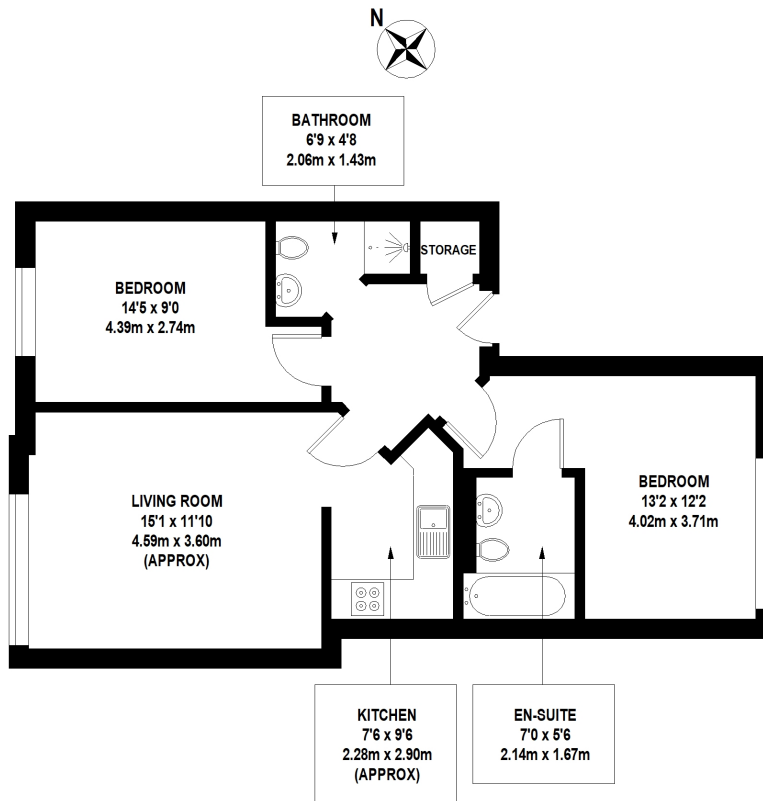 N
BATHROOM
6'9 x 4'8
2.06m x 1.43m
STORAGE
BEDROOM
14'5 x 9'0
4.39m x 2.74m
LIVING ROOM
15'1 x 11'10
4.59m x 3.60m
(APPROX)
BEDROOM
13'2 x 12'2
4.02m x 3.71m
KITCHEN
7'6 x 9'6
2.28m x 2.90m
(APPROX)
EN-SUITE
7'0 x 5'6
2.14m x 1.67m